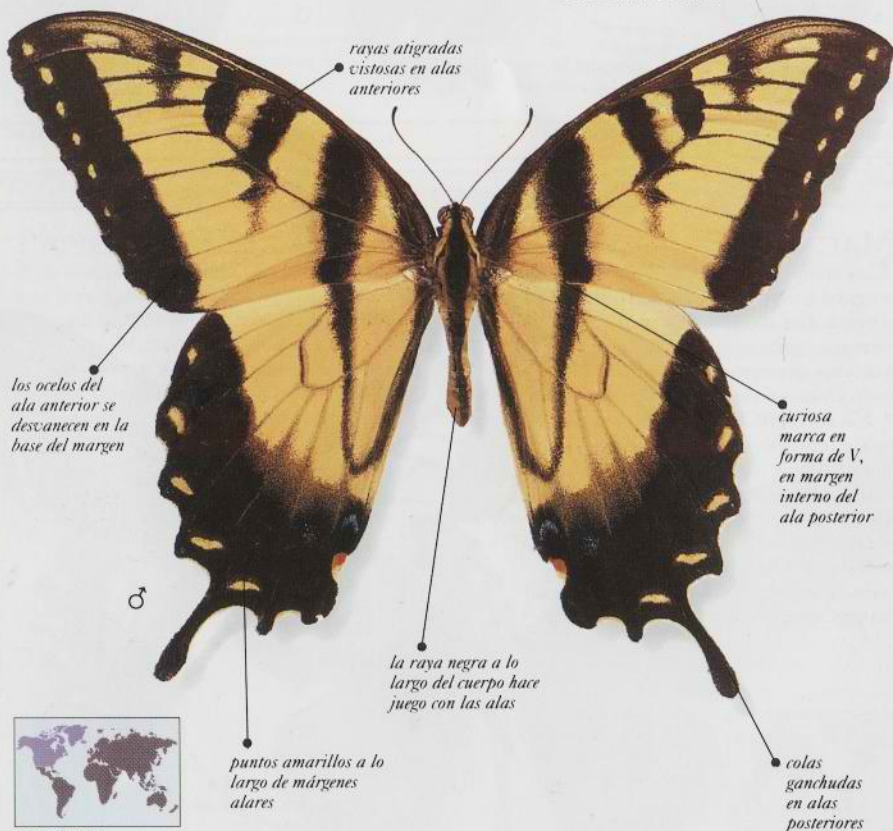 rayas atigradas
vistosas en alas
anteriores
los ocelos del
ala anterior se
desvanecen en la
base del margen
curiosa
marca en
forma de V,
en margen
interno del
ala posterior
♂
la raya negra a lo
largo del cuerpo hace
juego con las alas
puntos amarillos a lo
largo de márgenes
alares
colas
ganchudas
en alas
posteriores